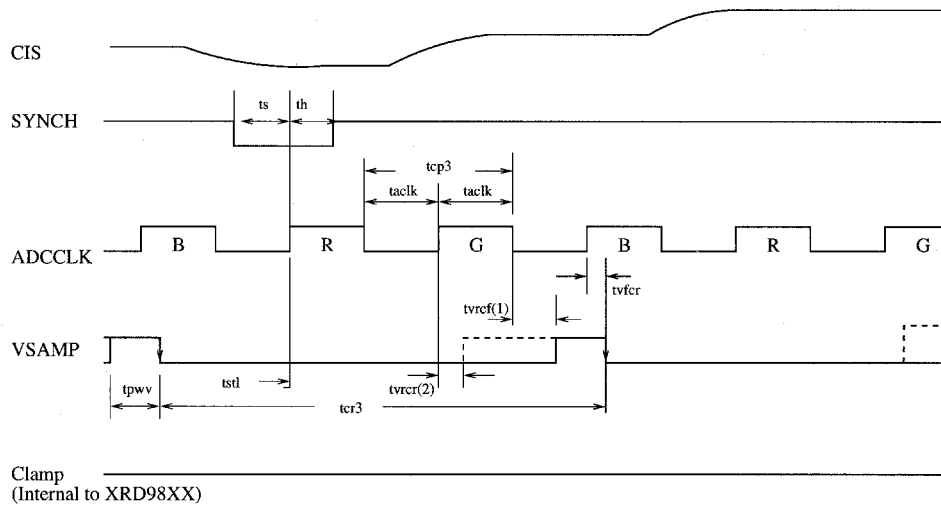 CIS
ts th
SYNCH
tcp3
taclk taclk
B R G B R G
ADCCLK
tvfcr
tvrcf(1)
VSAMP
tpwv tstl tvrcr(2)
tcr3
Clamp
(Internal to XRD98XX)